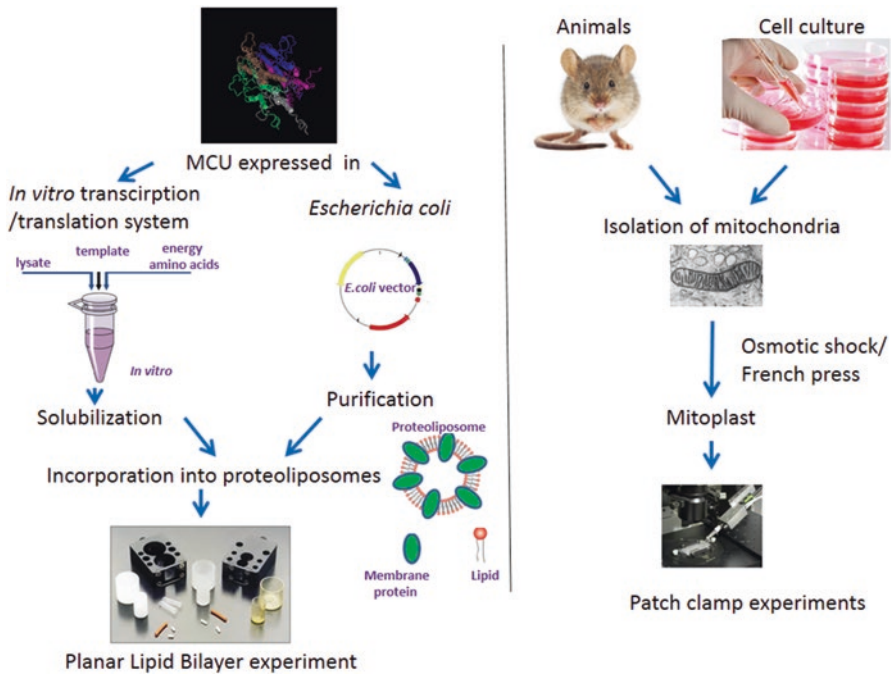 MCU expressed in
In vitro transcirption
/translation system
Escherichia coli
template
energy
lysate
amino acids
E.coli vector
In vitro
Solubilization
Purification
Proteoliposome
Incorporation into proteoliposomes
Membrane
protein
Lipid
Planar Lipid Bilayer experiment
Animals
Cell culture
Isolation of mitochondria
Osmotic shock/
French press
Mitoplast
Patch clamp experiments